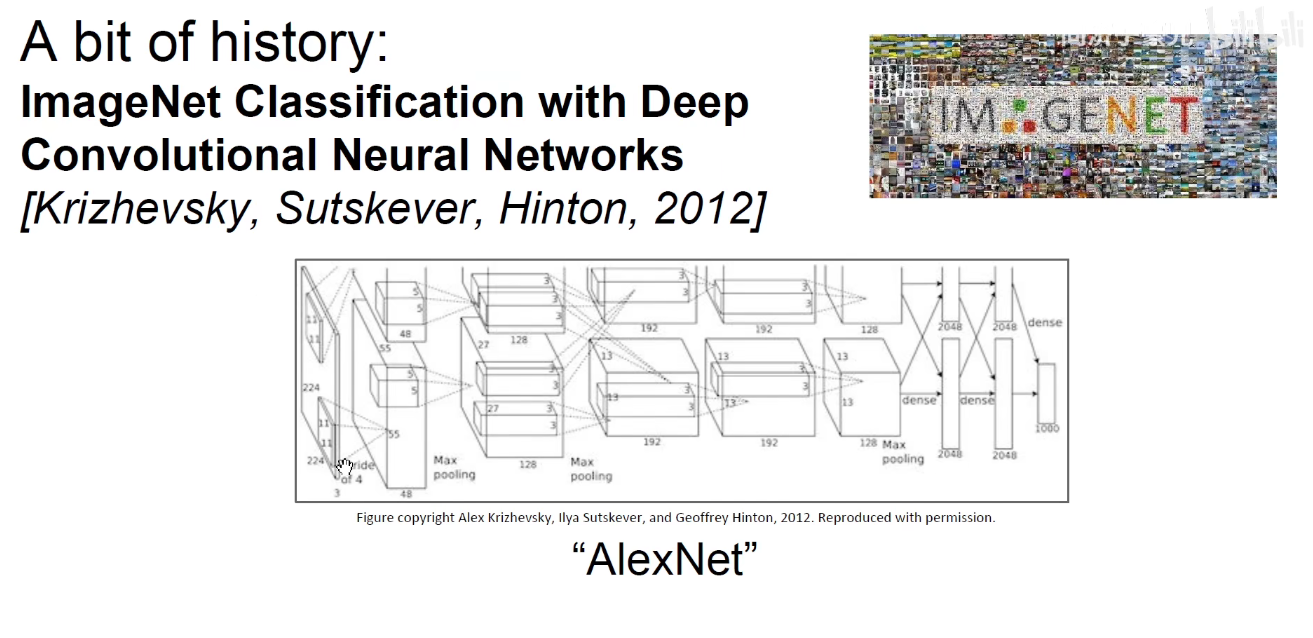 A bit of history:
ImageNet Classification with Deep
Convolutional Neural Networks
[Krizhevsky, Sutskever, Hinton, 2012]
IMAGENET
bilibili
3 3 3 3
5 3 3 3
11 5 3
11 48 192 192 128 2048 2048 dense
55 27 128
13 13 13
5 3 3 3
224 5 3 3 3
27 3 13 3 13 13 dense dense
11 3
11 55 1000
192 192 128 Max
224 ride Max 128 Max pooling 2048 2048
of 4 pooling pooling
3 48
Figure copyright Alex Krizhevsky, Ilya Sutskever, and Geoffrey Hinton, 2012. Reproduced with permission.
“AlexNet”